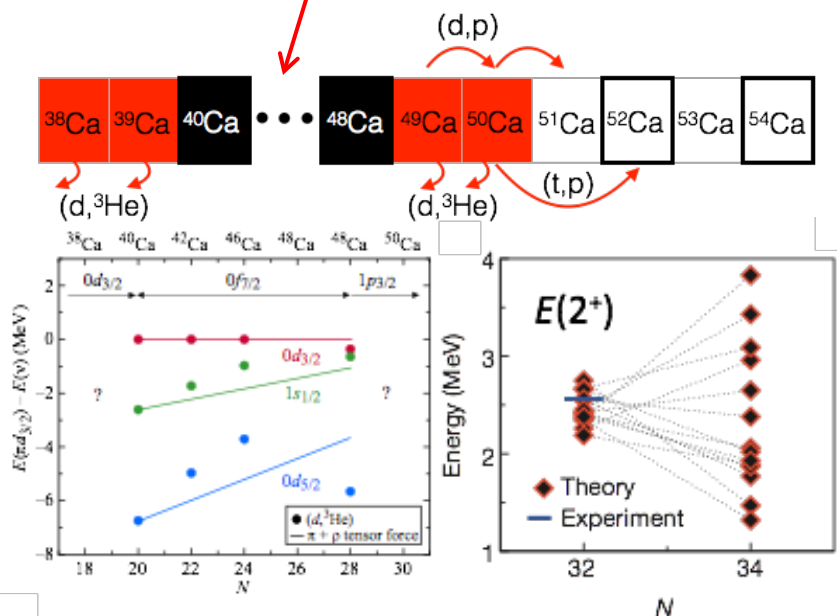 (d,p)
³⁸Ca ³⁹Ca ⁴⁰Ca ••• ⁴⁸Ca ⁴⁹Ca ⁵⁰Ca ⁵¹Ca ⁵²Ca ⁵³Ca ⁵⁴Ca
(d,³He) (d,³He) (t,p)
³⁸Ca ⁴⁰Ca ⁴²Ca ⁴⁶Ca ⁴⁸Ca ⁴⁸Ca ⁵⁰Ca
0d₃/₂ 0f₇/₂ 1p₃/₂
E(πd₃/₂) − E(ν) (MeV)
2
0
−2
−4
−6
−8
0d₃/₂
1s₁/₂
? ?
0d₅/₂
(d,³He)
π + ρ tensor force
18 20 22 24 26 28 30
N
E(2⁺)
Energy (MeV)
4
3
2
1
Theory
Experiment
32 34
N